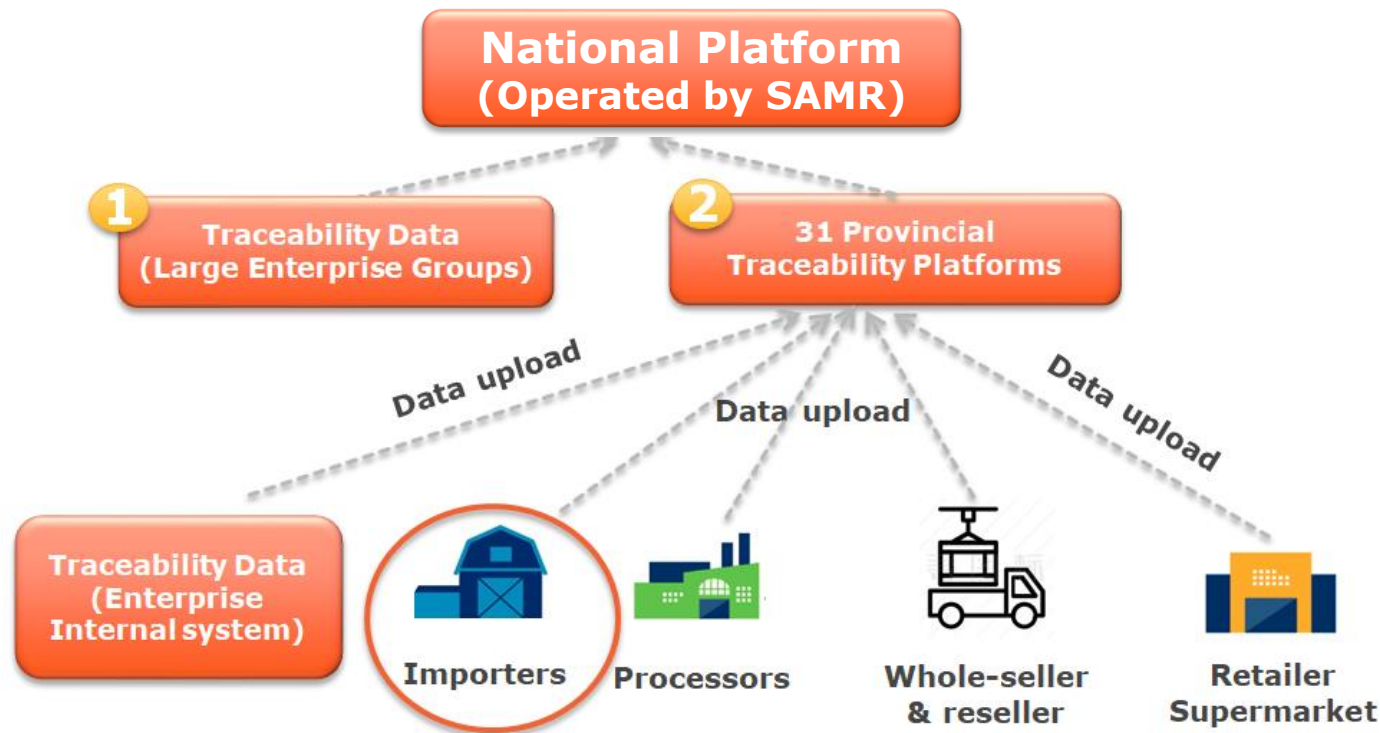 National Platform
(Operated by SAMR)
1
Traceability Data
(Large Enterprise Groups)
2
31 Provincial
Traceability Platforms
Data upload
Data upload
Data upload
Traceability Data
(Enterprise
Internal system)
Importers
Processors
Whole-seller
& reseller
Retailer
Supermarket